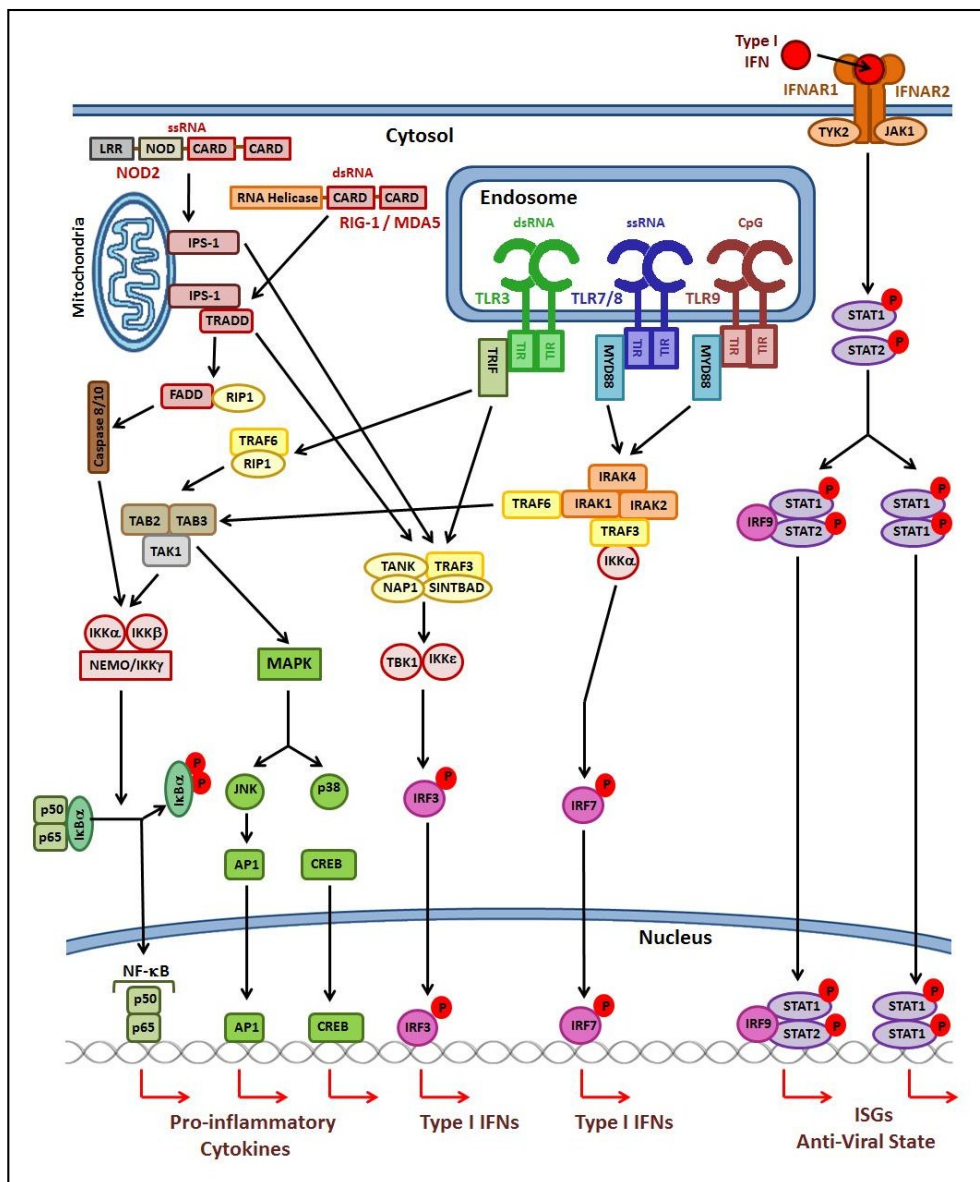 Type I
IFN
IFNAR1
IFNAR2
TYK2
JAK1
Cytosol
ssRNA
LRR
NOD
CARD
CARD
NOD2
dsRNA
RNA Helicase
CARD
CARD
RIG-1 / MDA5
Mitochondria
IPS-1
IPS-1
TRADD
Endosome
dsRNA
ssRNA
CpG
TLR3
TLR7/8
TLR9
TRIF
TIR
TIR
MYD88
TIR
TIR
MYD88
TIR
TIR
STAT1
P
STAT2
P
FADD
RIP1
Caspase 8/10
TRAF6
RIP1
TAB2
TAB3
TAK1
IRAK4
TRAF6
IRAK1
IRAK2
TRAF3
IKKα
IRF9
STAT1
P
STAT2
P
STAT1
P
STAT1
P
TANK
TRAF3
NAP1
SINTBAD
IKKα
IKKβ
NEMO/IKKγ
MAPK
TBK1
IKKε
p50
p65
IκBα
IκBα
P
P
JNK
p38
IRF3
P
IRF7
P
AP1
CREB
Nucleus
NF-κB
p50
p65
AP1
CREB
IRF3
P
IRF7
P
IRF9
STAT1
P
STAT2
P
STAT1
P
STAT1
P
Pro-inflammatory
Cytokines
Type I IFNs
Type I IFNs
ISGs
Anti-Viral State